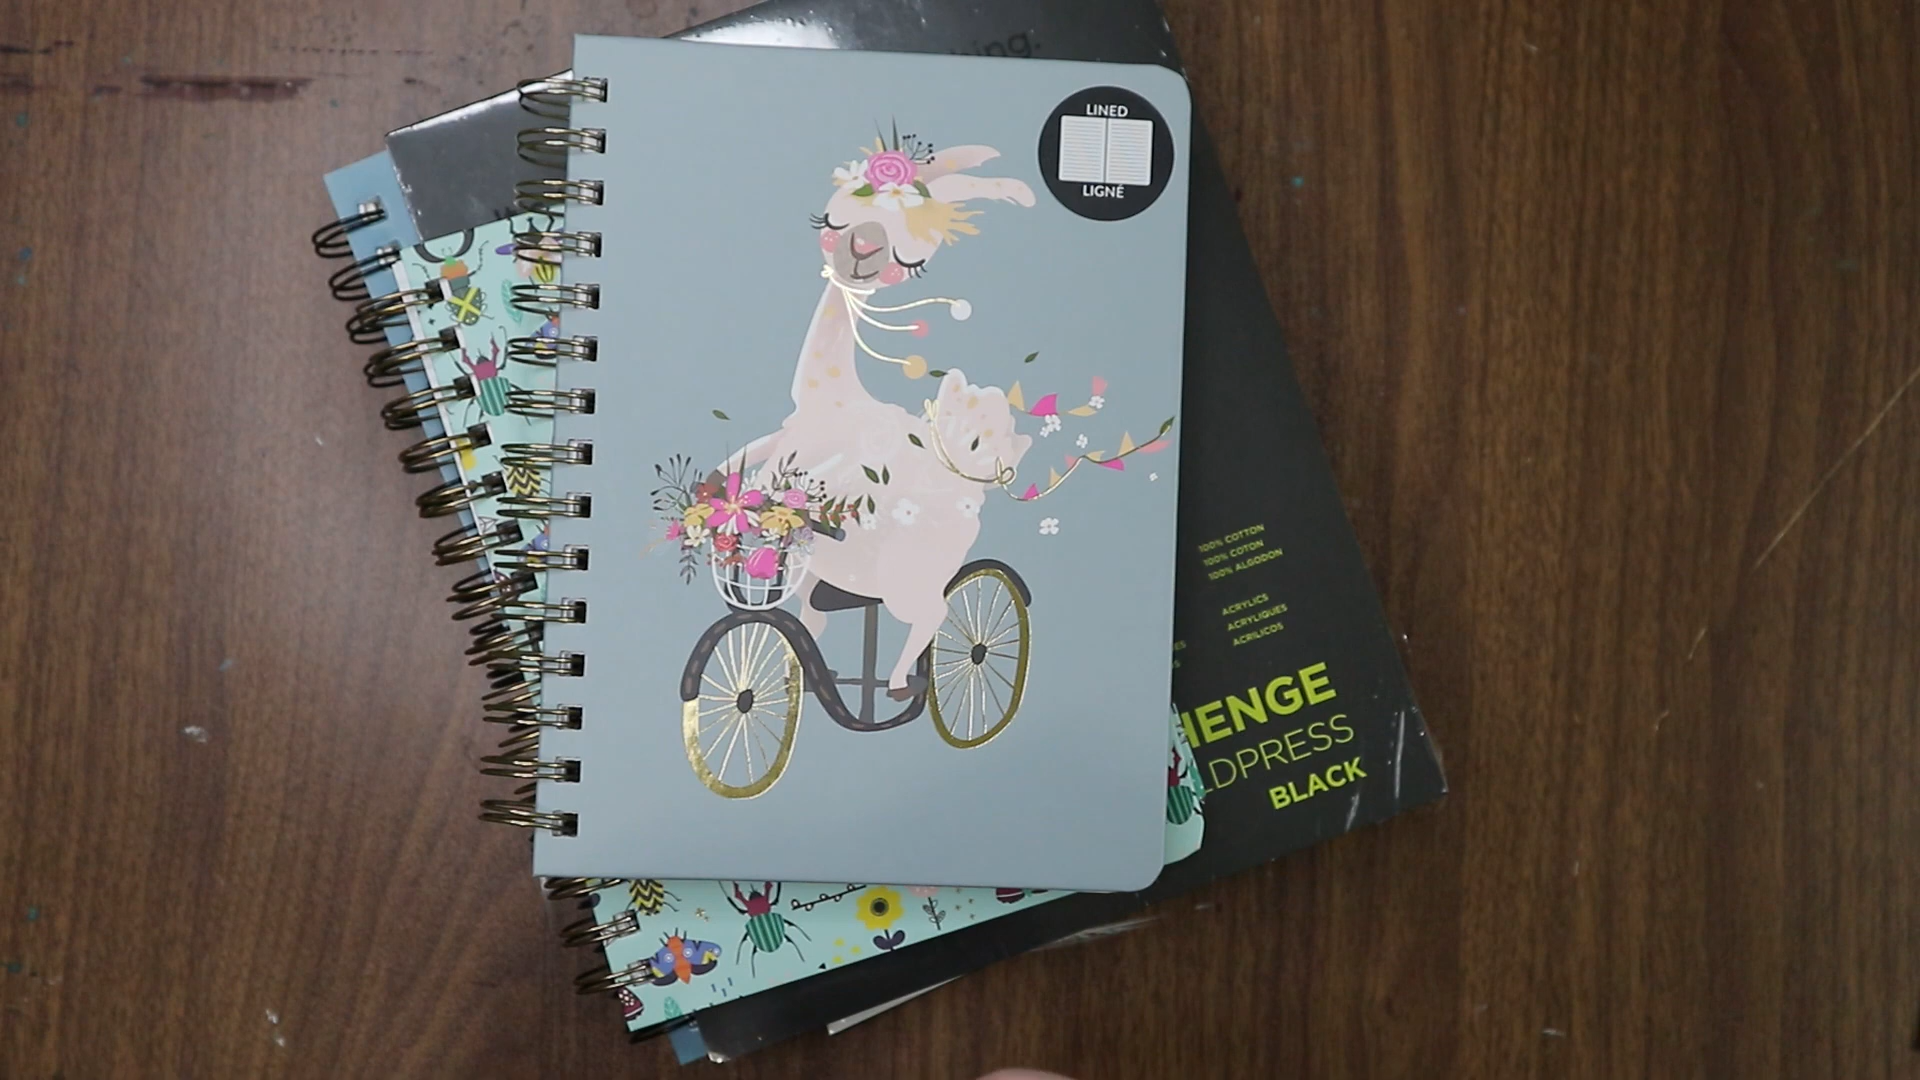 LINED
LIGNÉ
100% COTTON
100% COTON
100% ALGODON
ACRYLICS
ACRYLIQUES
ACRILICOS
HENGE
LDPRESS
BLACK